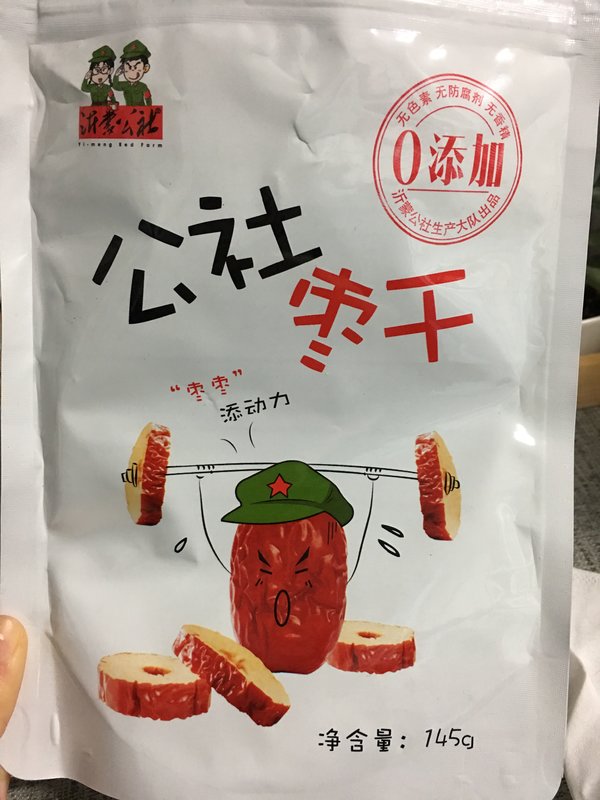 沂蒙公社
Yi-meng Red Farm
无色素 无防腐剂 无香精
0添加
沂蒙公社生产大队出品
公社
枣干
“枣枣”
添动力
净含量：145g